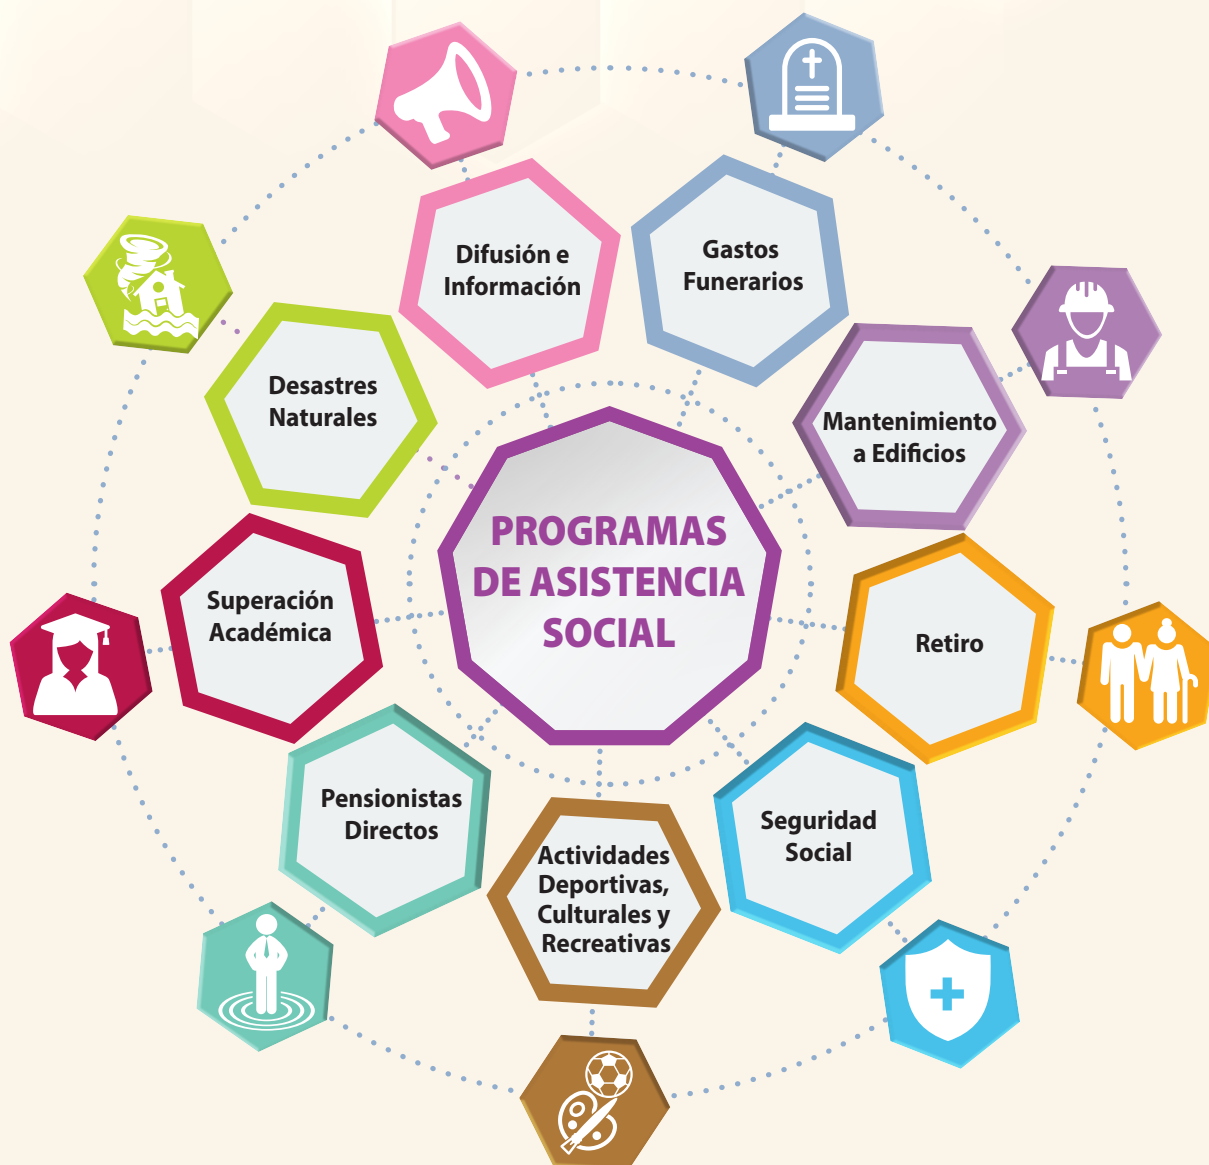 Difusión e
Información
Gastos
Funerarios
Desastres
Naturales
Mantenimiento
a Edificios
PROGRAMAS
DE ASISTENCIA
SOCIAL
Superación
Académica
Retiro
Pensionistas
Directos
Seguridad
Social
Actividades
Deportivas,
Culturales y
Recreativas